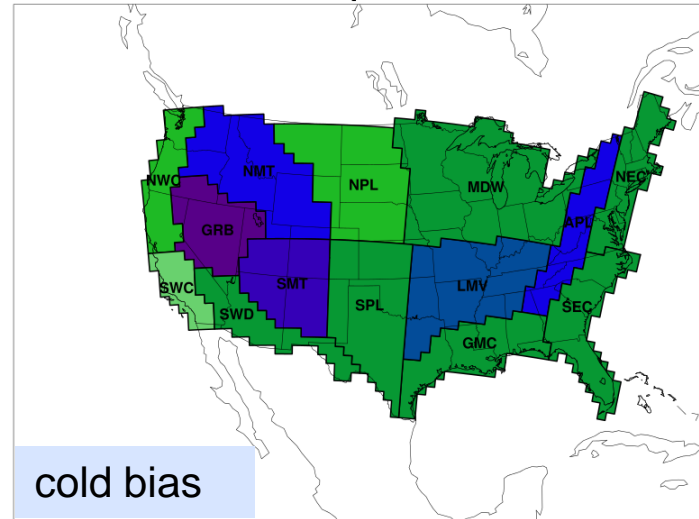 NWC
NMT
NPL
MDW
NEC
GRB
APL
SWC
SMT
LMV
SWD
SPL
SEC
GMC
cold bias